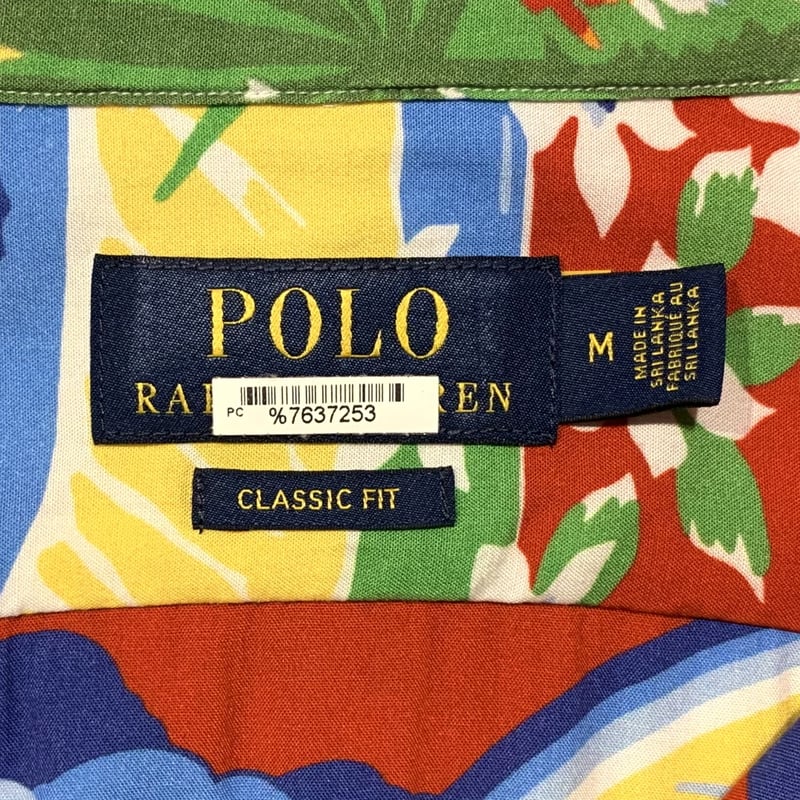 POLO
RA REN
PC %7637253
CLASSIC FIT
M
MADE IN
SRI LANKA
FABRIQUÉ AU
SRI LANKA